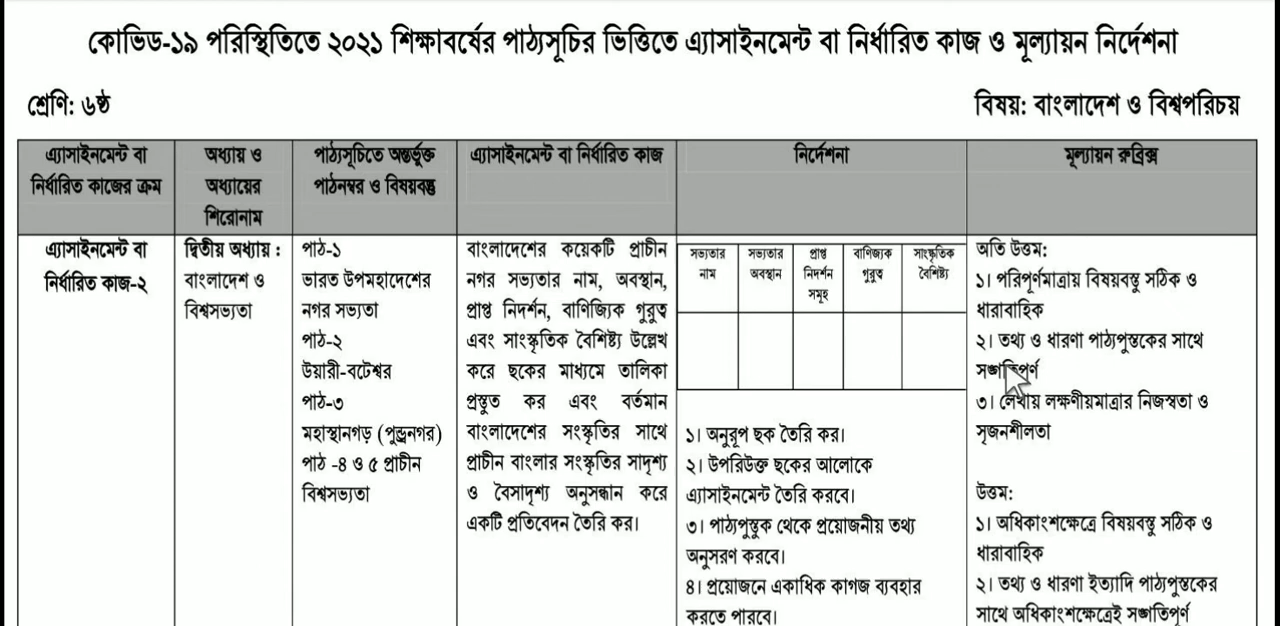 কোভিড-১৯ পরিস্থিতিতে ২০২১ শিক্ষাবর্ষের পাঠ্যসূচির ভিত্তিতে এ্যাসাইনমেন্ট বা নির্ধারিত কাজ ও মূল্যায়ন নির্দেশনা
শ্রেণি: ৬ষ্ঠ
বিষয়: বাংলাদেশ ও বিশ্বপরিচয়
এ্যাসাইনমেন্ট বা
নির্ধারিত কাজের ক্রম
অধ্যায় ও
অধ্যায়ের
শিরোনাম
পাঠ্যসূচিতে অন্তর্ভুক্ত
পাঠনম্বর ও বিষয়বস্তু
এ্যাসাইনমেন্ট বা নির্ধারিত কাজ
নির্দেশনা
মূল্যায়ন রুব্রিক্স
এ্যাসাইনমেন্ট বা
নির্ধারিত কাজ-২
দ্বিতীয় অধ্যায় :
বাংলাদেশ ও
বিশ্বসভ্যতা
পাঠ-১
ভারত উপমহাদেশের
নগর সভ্যতা
পাঠ-২
উয়ারী-বটেশ্বর
পাঠ-৩
মহাস্থানগড় (পুন্ড্রনগর)
পাঠ -৪ ও ৫ প্রাচীন
বিশ্বসভ্যতা
বাংলাদেশের কয়েকটি প্রাচীন
নগর সভ্যতার নাম, অবস্থান,
প্রাপ্ত নিদর্শন, বাণিজ্যিক গুরুত্ব
এবং সাংস্কৃতিক বৈশিষ্ট্য উল্লেখ
করে ছকের মাধ্যমে তালিকা
প্রস্তুত কর এবং বর্তমান
বাংলাদেশের সংস্কৃতির সাথে
প্রাচীন বাংলার সংস্কৃতির সাদৃশ্য
ও বৈসাদৃশ্য অনুসন্ধান করে
একটি প্রতিবেদন তৈরি কর।
সভ্যতার
নাম
সভ্যতার
অবস্থান
প্রাপ্ত
নিদর্শন
সমূহ
বাণিজ্যক
গুরুত্ব
সাংস্কৃতিক
বৈশিষ্ট্য
১। অনুরূপ ছক তৈরি কর।
২। উপরিউক্ত ছকের আলোকে
এ্যাসাইনমেন্ট তৈরি করবে।
৩। পাঠ্যপুস্তুক থেকে প্রয়োজনীয় তথ্য
অনুসরণ করবে।
৪। প্রয়োজনে একাধিক কাগজ ব্যবহার
করতে পারবে।
অতি উত্তম:
১। পরিপূর্ণমাত্রায় বিষয়বস্তু সঠিক ও
ধারাবাহিক
২। তথ্য ও ধারণা পাঠ্যপুস্তকের সাথে
সঙ্গতিপূর্ণ
৩। লেখায় লক্ষণীয়মাত্রার নিজস্বতা ও
সৃজনশীলতা
উত্তম:
১। অধিকাংশক্ষেত্রে বিষয়বস্তু সঠিক ও
ধারাবাহিক
২। তথ্য ও ধারণা ইত্যাদি পাঠ্যপুস্তকের
সাথে অধিকাংশক্ষেত্রেই সঙ্গতিপূর্ণ